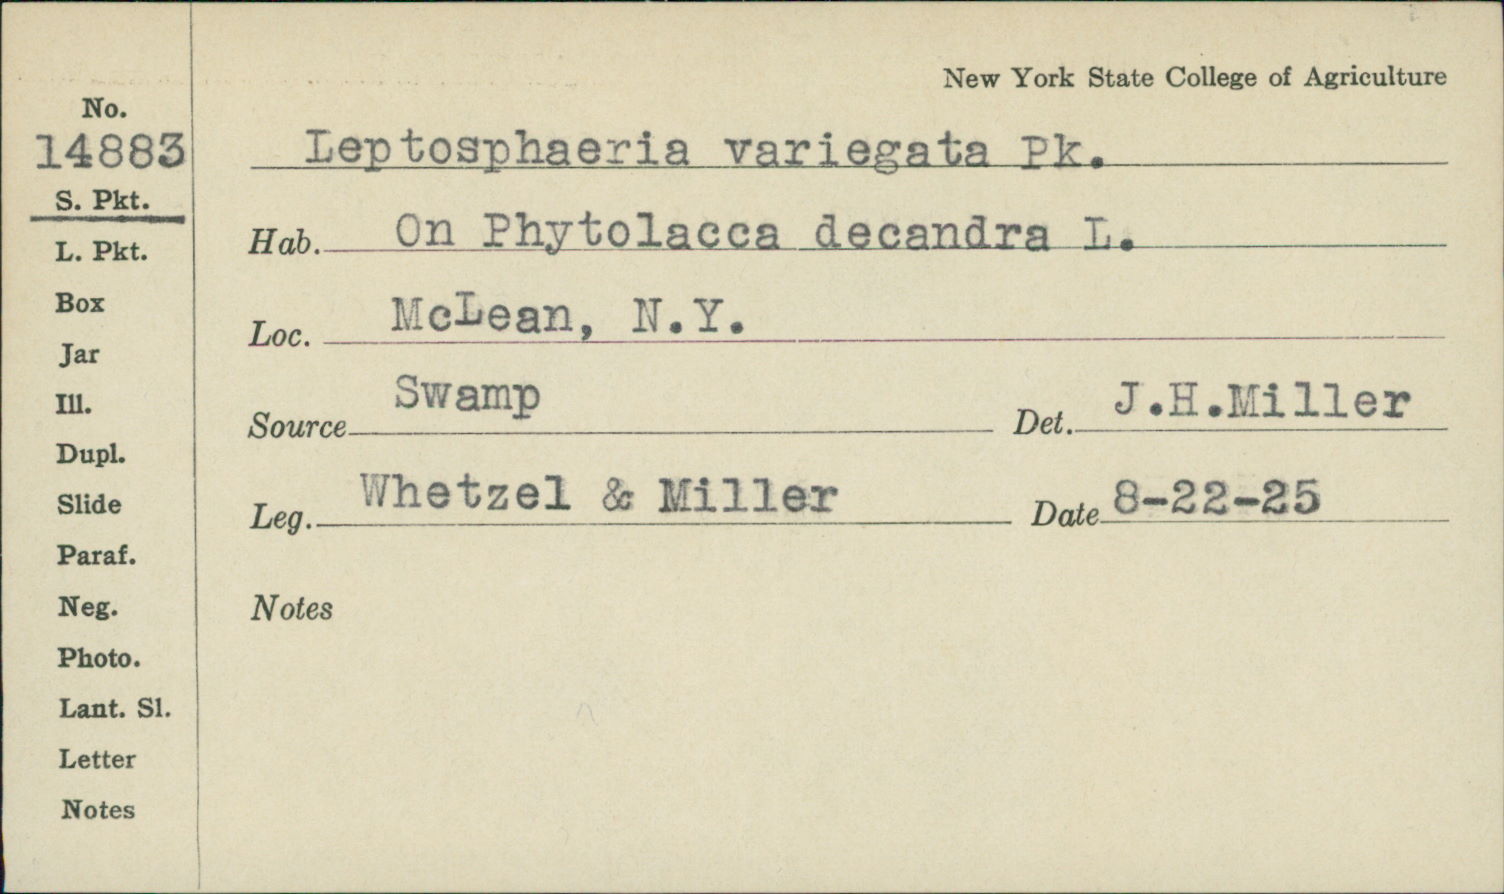 New York State College of Agriculture
No.
14883
S. Pkt.
L. Pkt.
Box
Jar
Ill.
Dupl.
Slide
Paraf.
Neg.
Photo.
Lant. Sl.
Letter
Notes
Leptosphaeria variegata Pk.
Hab. On Phytolacca decandra L.
Loc. McLean, N.Y.
Source Swamp Det. J.H.Miller
Leg. Whetzel & Miller Date 8-22-25
Notes